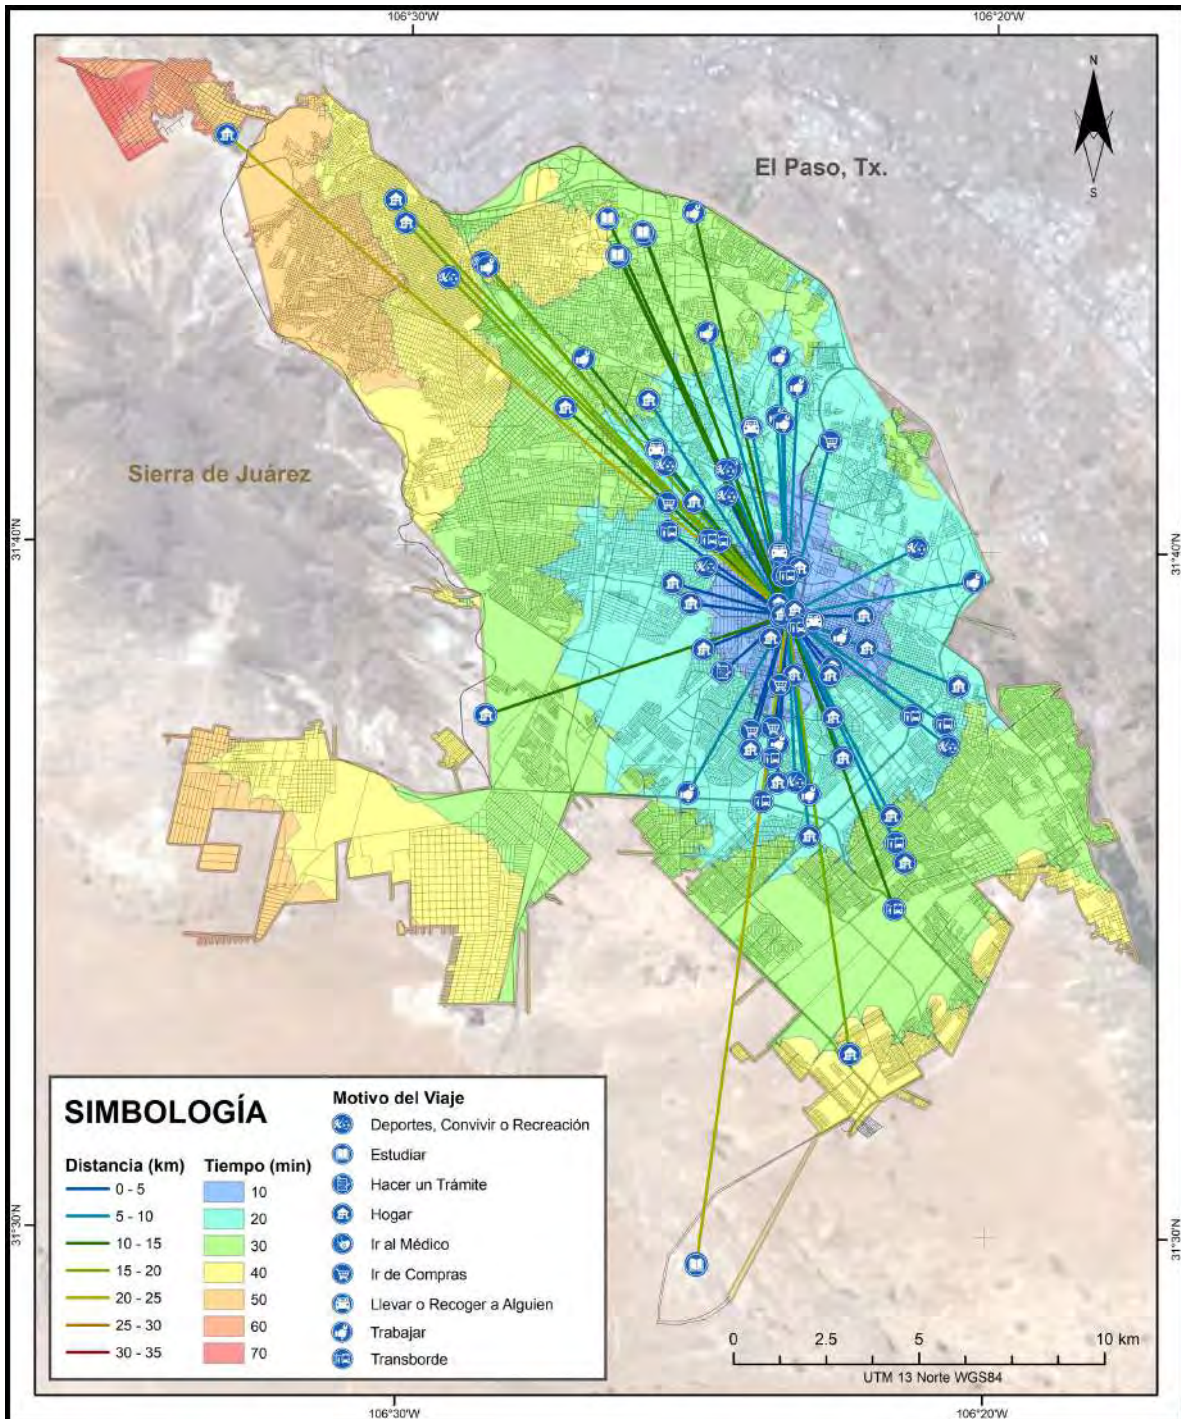 106°30'W
106°20'W
N
S
El Paso, Tx.
Sierra de Juárez
31°40'N
31°40'N
SIMBOLOGÍA
Distancia (km)
0 - 5
5 - 10
10 - 15
15 - 20
20 - 25
25 - 30
30 - 35
Tiempo (min)
10
20
30
40
50
60
70
Motivo del Viaje
Deportes, Convivir o Recreación
Estudiar
Hacer un Trámite
Hogar
Ir al Médico
Ir de Compras
Llevar o Recoger a Alguien
Trabajar
Transborde
31°30'N
31°30'N
0 2.5 5 10 km
UTM 13 Norte WGS84
106°30'W
106°20'W